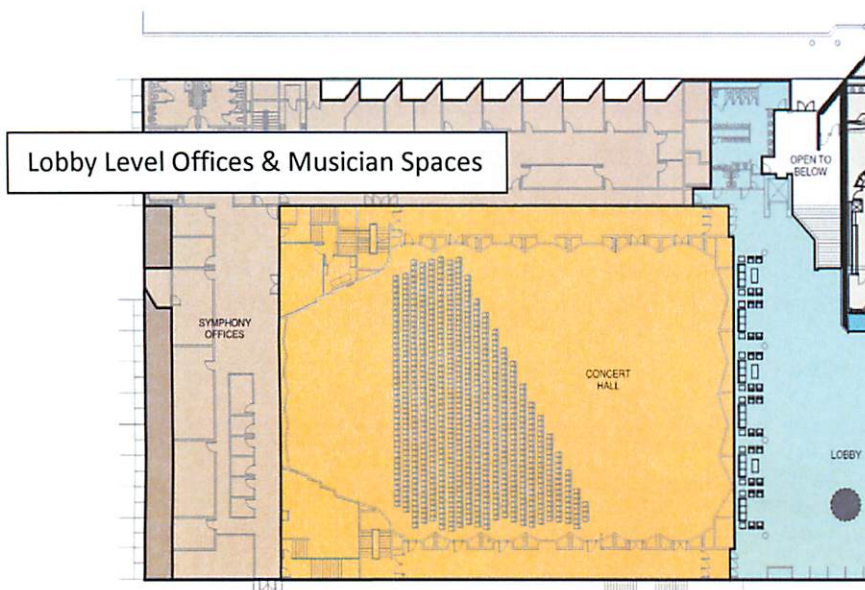 Lobby Level Offices & Musician Spaces
OPEN TO
BELOW
SYMPHONY
OFFICES
CONCERT
HALL
LOBBY